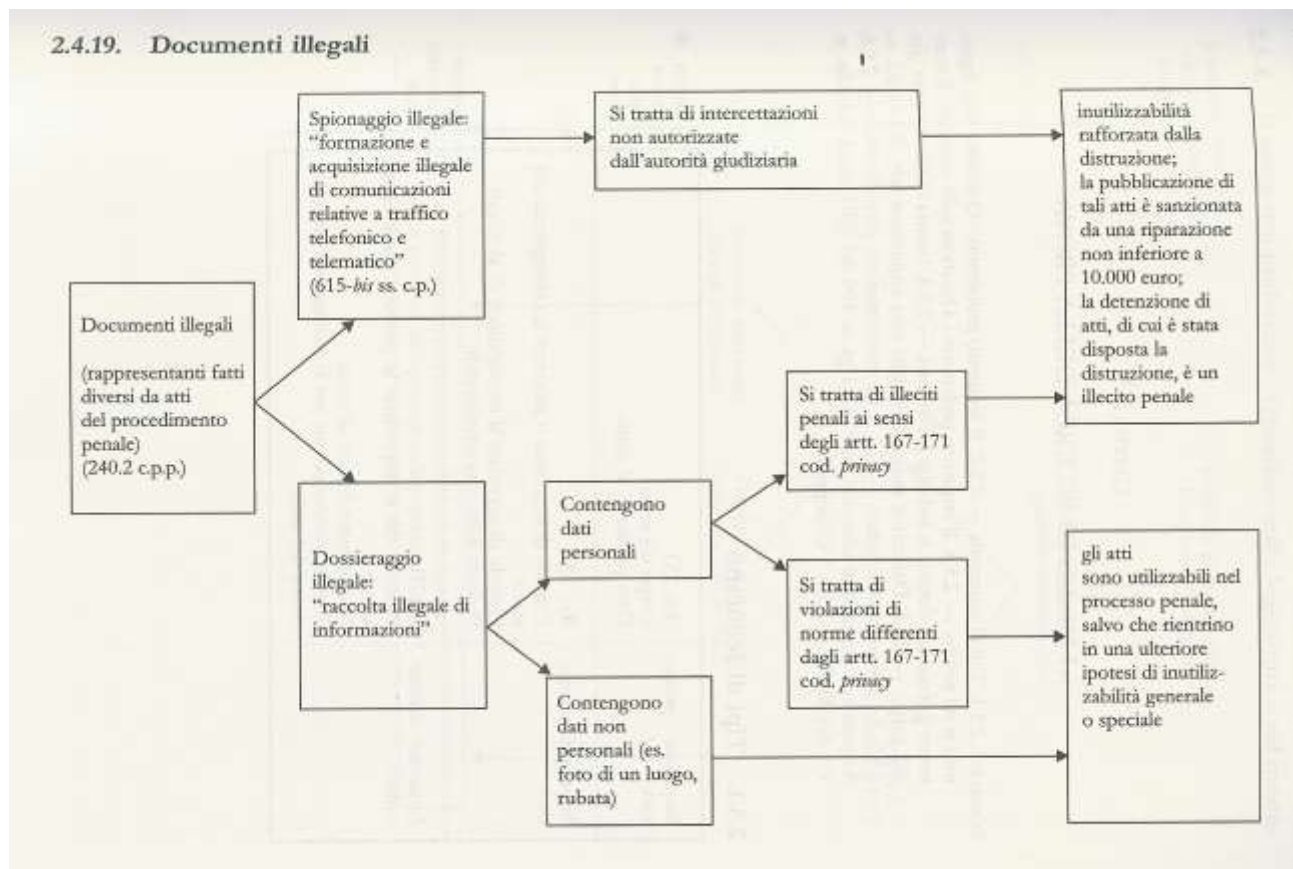 2.4.19. Documenti illegali
Spionaggio illegale:
“formazione e
acquisizione illegale
di comunicazioni
relative a traffico
telefonico e
telematico”
(615-bis ss. c.p.)
Si tratta di intercettazioni
non autorizzate
dall’autorità giudiziaria
inutilizzabilità
rafforzata dalla
distruzione;
la pubblicazione di
tali atti è sanzionata
da una riparazione
non inferiore a
10.000 euro;
la detenzione di
atti, di cui è stata
disposta la
distruzione, è un
illecito penale
Documenti illegali
(rappresentanti fatti
diversi da atti
del procedimento
penale)
(240.2 c.p.p.)
Si tratta di illeciti
penali ai sensi
degli artt. 167-171
cod. privacy
Dossieraggio
illegale:
“raccolta illegale di
informazioni”
Contengono
dati
personali
Si tratta di
violazioni di
norme differenti
dagli artt. 167-171
cod. privacy
gli atti
sono utilizzabili nel
processo penale,
salvo che rientrino
in una ulteriore
ipotesi di inutiliz-
zabilità generale
o speciale
Contengono
dati non
personali (es.
foto di un luogo,
rubata)